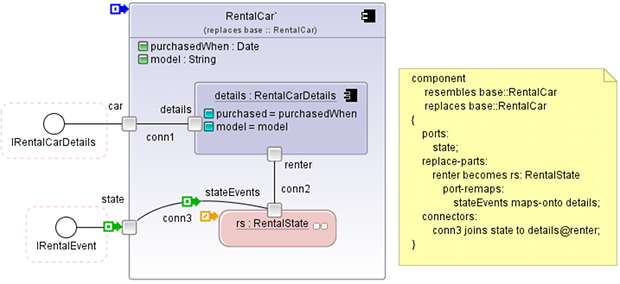 RentalCar`
(replaces base :: RentalCar)
purchasedWhen : Date
model : String
details : RentalCarDetails
purchased = purchasedWhen
model = model
car
details
IRentalCarDetails
conn1
renter
conn2
state
stateEvents
conn3
rs : RentalState
IRentalEvent
component
resembles base::RentalCar
replaces base::RentalCar
{
ports:
state;
replace-parts:
renter becomes rs: RentalState
port-remaps:
stateEvents maps-onto details;
connectors:
conn3 joins state to details@renter;
}